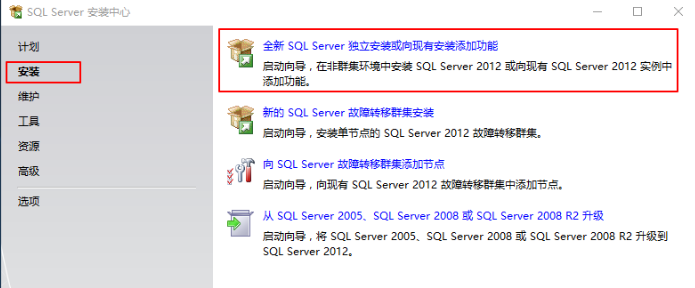 SQL Server 安装中心
计划
安装
维护
工具
资源
高级
选项
全新 SQL Server 独立安装或向现有安装添加功能
启动向导，在非群集环境中安装 SQL Server 2012 或向现有 SQL Server 2012 实例中
添加功能。
新的 SQL Server 故障转移群集安装
启动向导，安装单节点的 SQL Server 2012 故障转移群集。
向 SQL Server 故障转移群集添加节点
启动向导，向现有 SQL Server 2012 故障转移群集中添加节点。
从 SQL Server 2005、SQL Server 2008 或 SQL Server 2008 R2 升级
启动向导，将 SQL Server 2005、SQL Server 2008 或 SQL Server 2008 R2 升级到
SQL Server 2012。